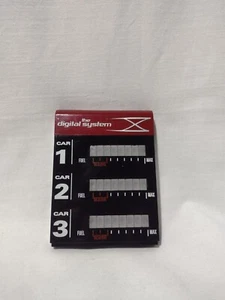 the
digital system
CAR
1
FUEL
MAX
CAR
2
FUEL
MAX
CAR
3
FUEL
MAX